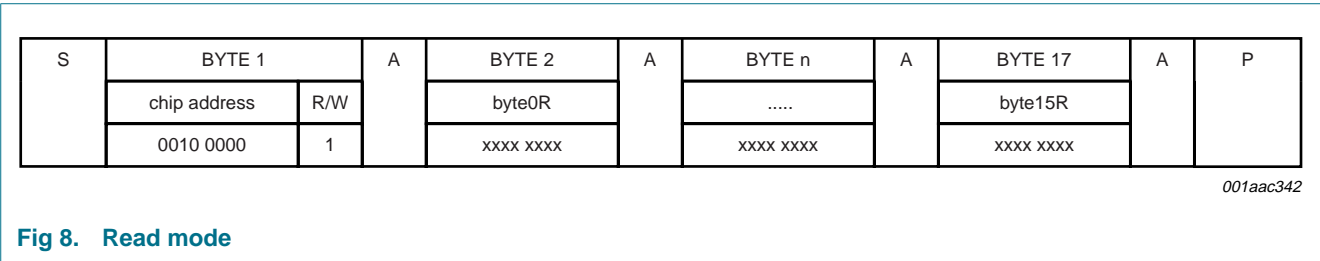 S BYTE 1 A BYTE 2 A BYTE n A BYTE 17 A P
chip address R/W byte0R ..... byte15R
0010 0000 1 xxxx xxxx xxxx xxxx xxxx xxxx
001aac342
Fig 8. Read mode